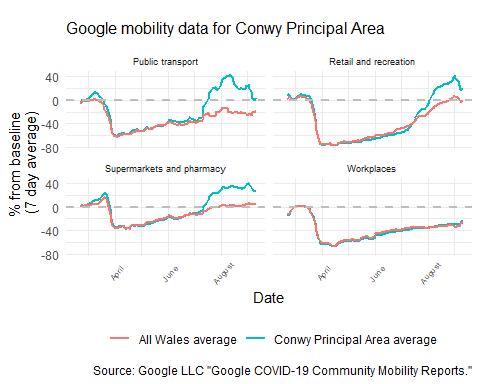 Google mobility data for Conwy Principal Area
Public transport
Retail and recreation
40
0
-40
-80
Supermarkets and pharmacy
Workplaces
40
0
-40
-80
% from baseline
(7 day average)
April
June
August
April
June
August
Date
All Wales average
Conwy Principal Area average
Source: Google LLC "Google COVID-19 Community Mobility Reports."